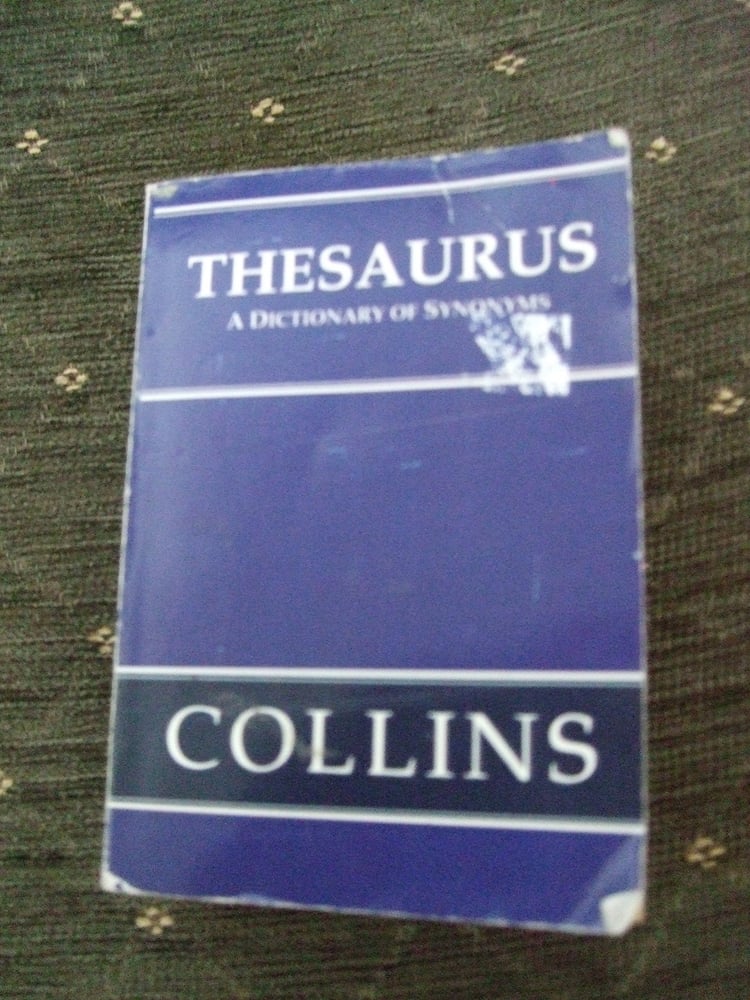 THESAURUS
A DICTIONARY OF SYNONYMS
COLLINS